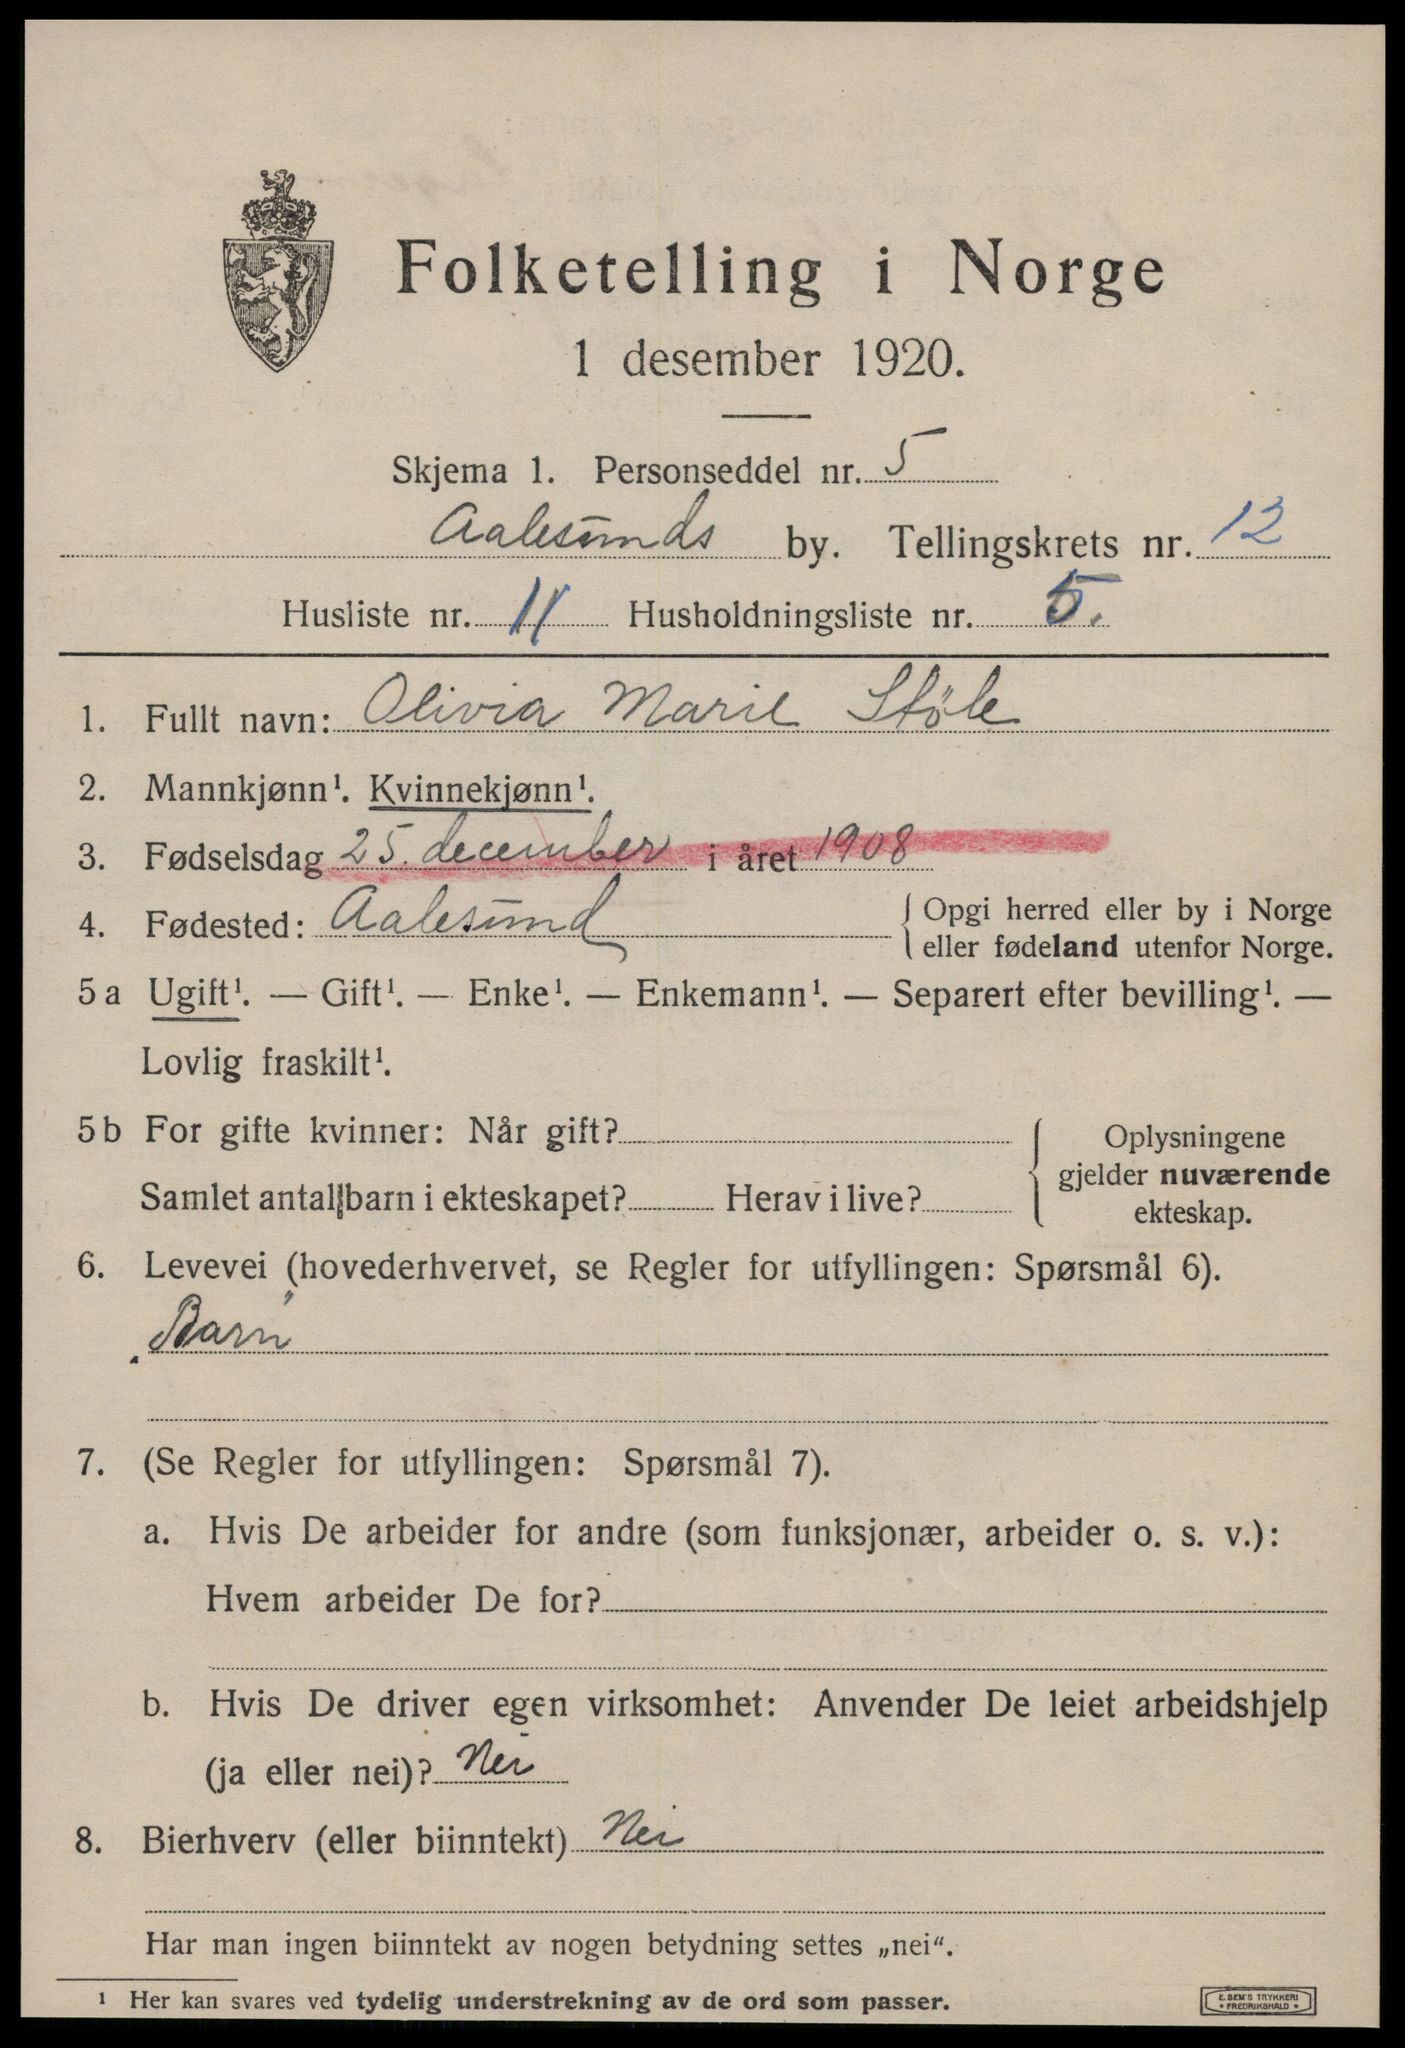 Folketelling i Norge
1 desember 1920.
Skjema 1. Personseddel nr. 5
Aalesunds by. Tellingskrets nr. 12
Husliste nr. 11 Husholdningsliste nr. 5.
1. Fullt navn: Olivia Marie Støle
2. Mannkjønn¹. Kvinnekjønn¹.
3. Fødselsdag 25. december i året 1908
4. Fødested: Aalesund { Opgi herred eller by i Norge
eller fødeland utenfor Norge.
5 a Ugift¹. — Gift¹. — Enke¹. — Enkemann¹. — Separert efter bevilling¹. —
Lovlig fraskilt¹.
5 b For gifte kvinner: Når gift?
Samlet antal barn i ekteskapet? Herav i live?
{ Oplysningene
gjelder nuværende
ekteskap.
6. Levevei (hovederhvervet, se Regler for utfyllingen: Spørsmål 6).
Barn
7. (Se Regler for utfyllingen: Spørsmål 7).
a. Hvis De arbeider for andre (som funksjonær, arbeider o. s. v.):
Hvem arbeider De for?
b. Hvis De driver egen virksomhet: Anvender De leiet arbeidshjelp
(ja eller nei)? Nei
8. Bierhverv (eller biinntekt) Nei
Har man ingen biinntekt av nogen betydning settes „nei“.
¹ Her kan svares ved tydelig understrekning av de ord som passer.
E. SEM'S TRYKKERI
• FREDRIKSHALD •